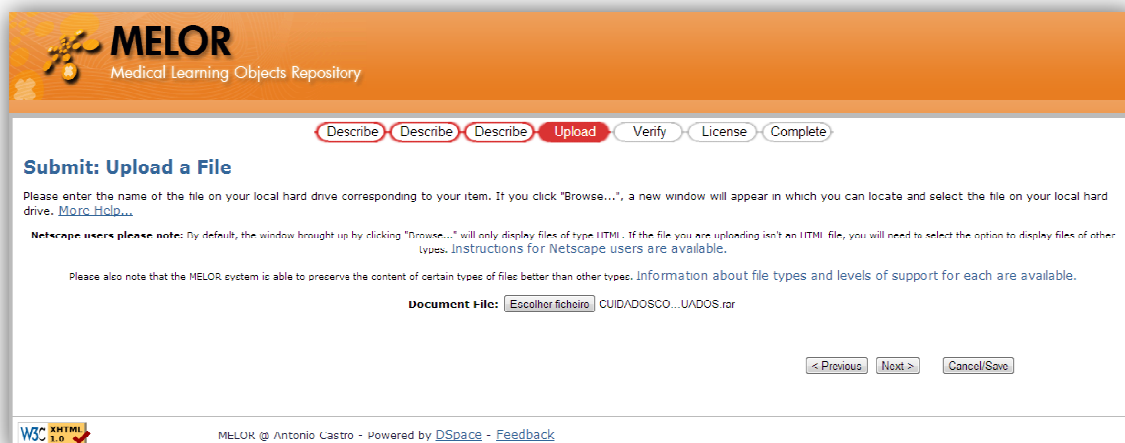 MELOR
Medical Learning Objects Repository
Describe Describe Describe Upload Verify License Complete
Submit: Upload a File
Please enter the name of the file on your local hard drive corresponding to your item. If you click "Browse...", a new window will appear in which you can locate and select the file on your local hard
drive. More Help...
Netscape users please note: By default, the window brought up by clicking "Browse..." will only display files of type HTML. If the file you are uploading isn't an HTML file, you will need to select the option to display files of other
types. Instructions for Netscape users are available.
Please also note that the MELOR system is able to preserve the content of certain types of files better than other types. Information about file types and levels of support for each are available.
Document File: Escolher ficheiro CUIDADOSCO...UADOS.rar
< Previous Next > Cancel/Save
W3C XHTML 1.0 MELOR @ Antonio Castro - Powered by DSpace - Feedback